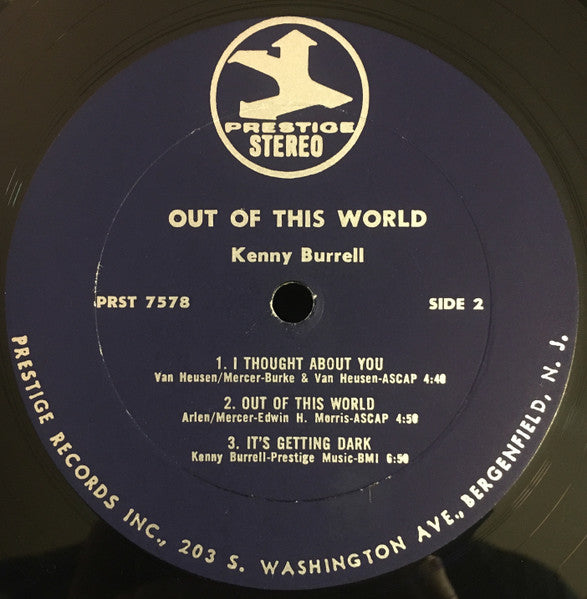 PRESTIGE
STEREO
OUT OF THIS WORLD
Kenny Burrell
PRST 7578
SIDE 2
1. I THOUGHT ABOUT YOU
Van Heusen/Mercer-Burke & Van Heusen-ASCAP 4:40
2. OUT OF THIS WORLD
Arlen/Mercer-Edwin H. Morris-ASCAP 4:50
3. IT'S GETTING DARK
Kenny Burrell-Prestige Music-BMI 6:50
PRESTIGE RECORDS INC., 203 S. WASHINGTON AVE., BERGENFIELD, N. J.